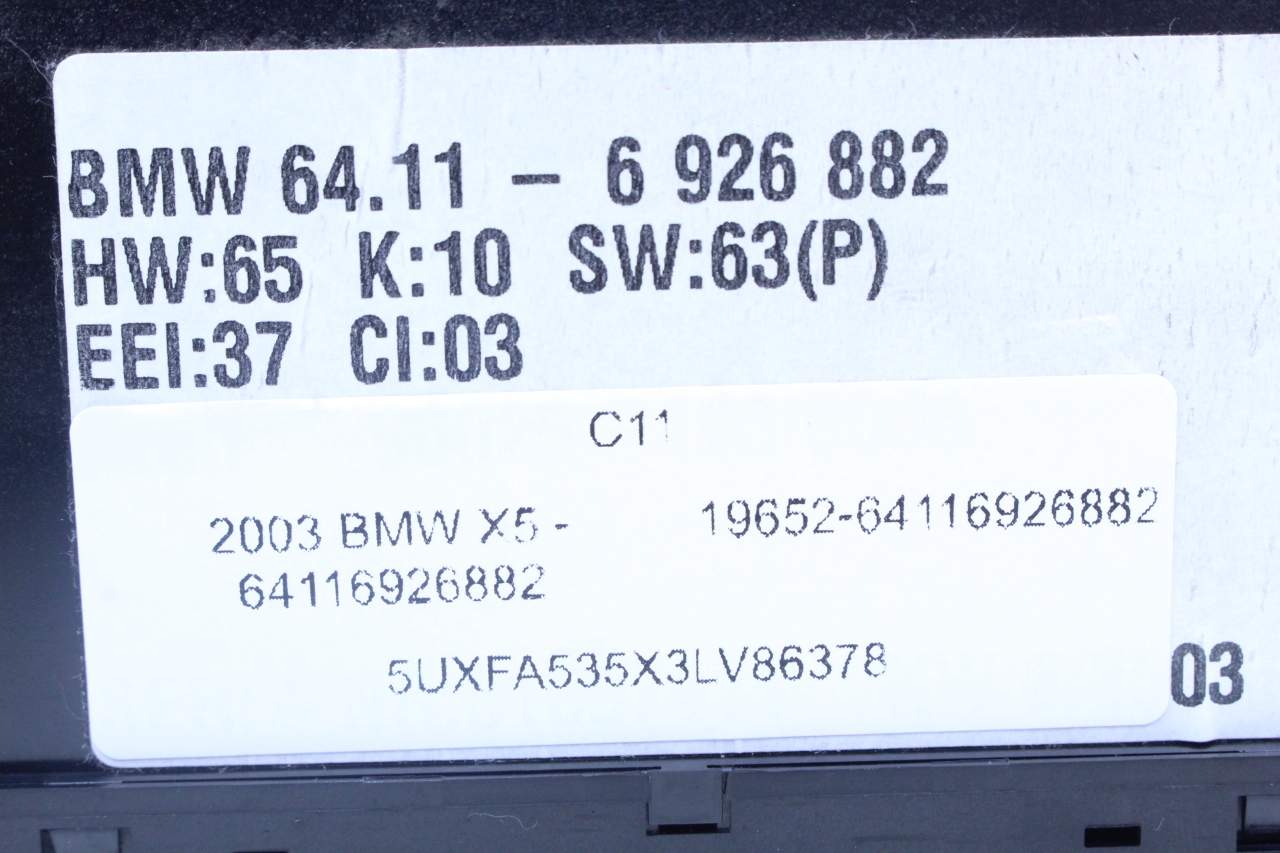 BMW 64.11 - 6 926 882
HW:65 K:10 SW:63(P)
EEI:37 CI:03
C11
2003 BMW X5 - 19652-64116926882
64116926882
5UXFA535X3LV86378
03